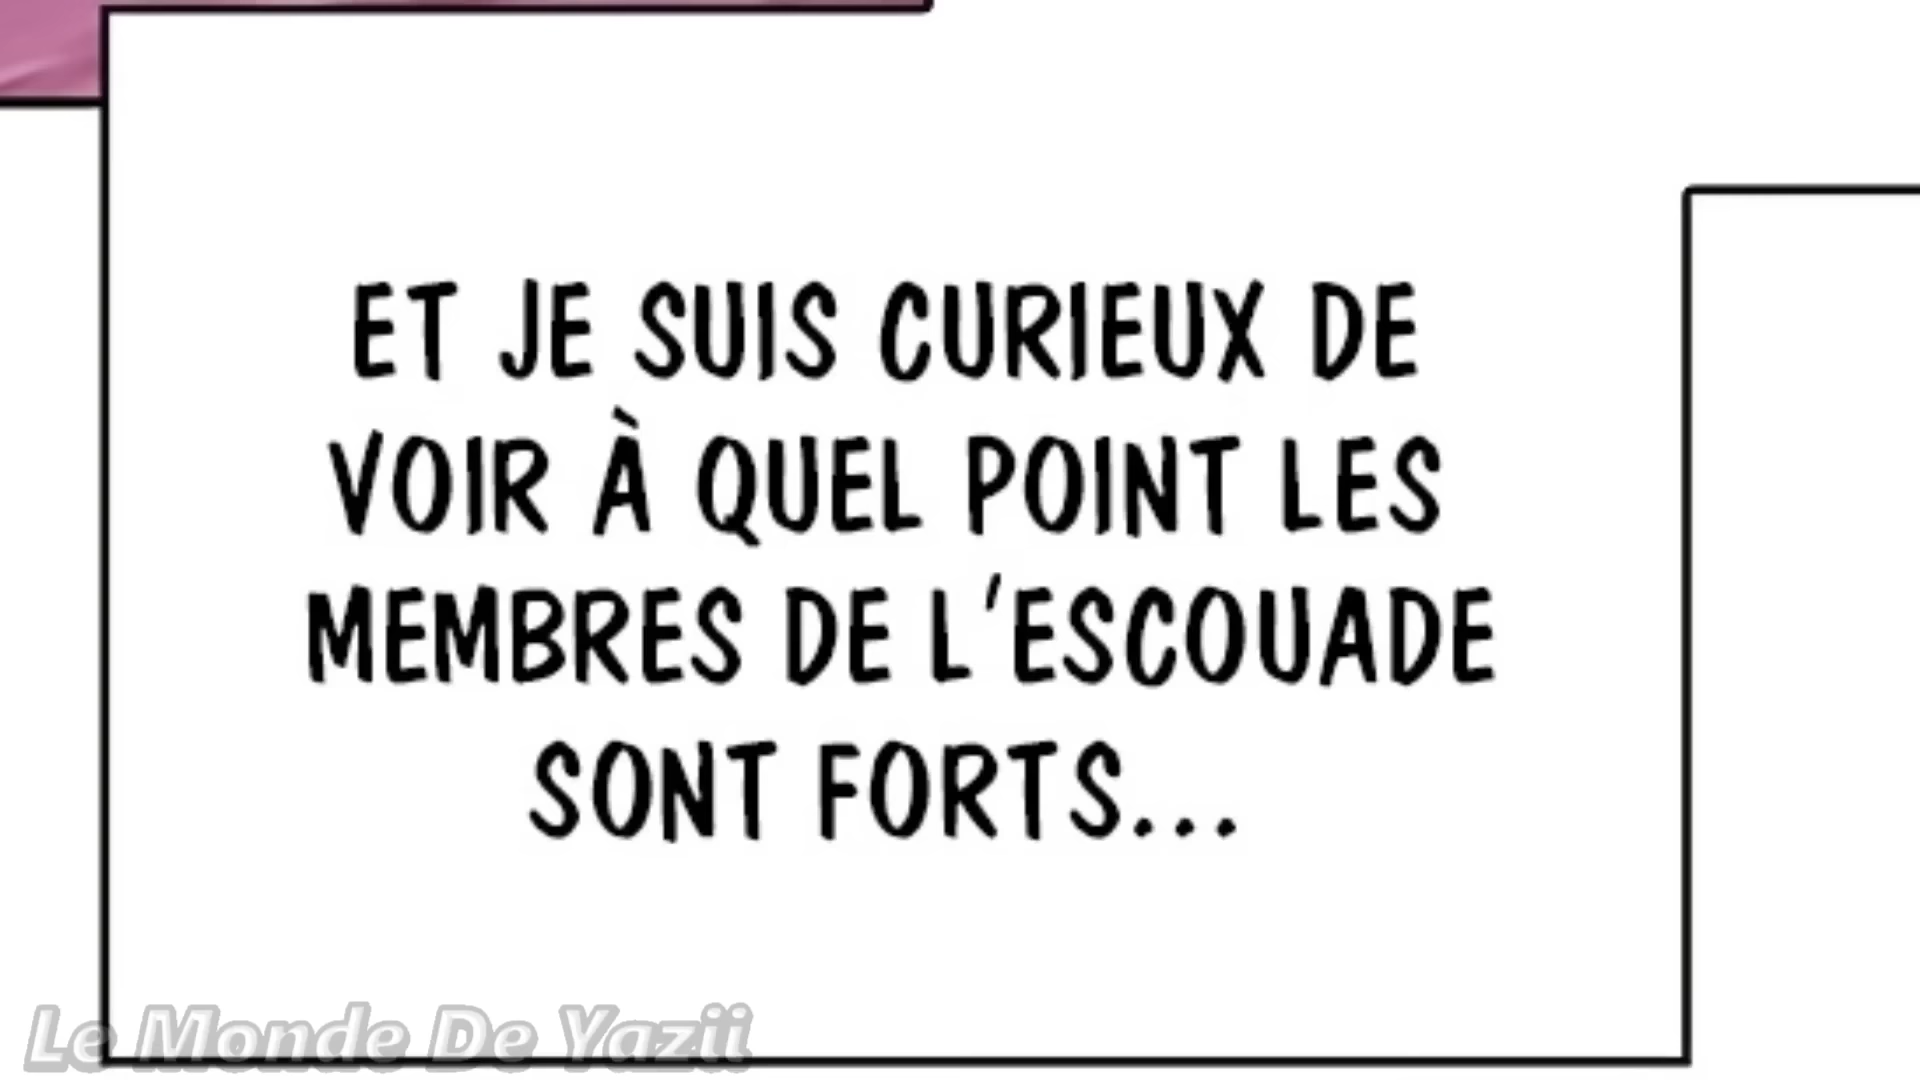 ET JE SUIS CURIEUX DE
VOIR À QUEL POINT LES
MEMBRES DE L'ESCOUADE
SONT FORTS...
Le Monde De Yazii